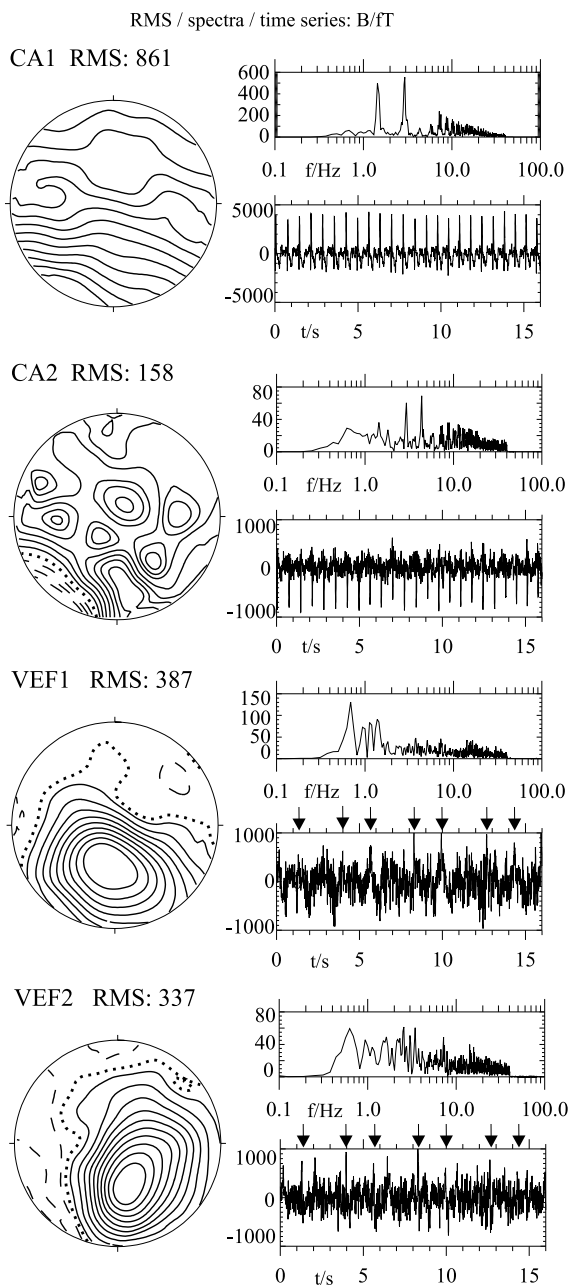 RMS / spectra / time series: B/fT
CA1 RMS: 861
600
400
200
0
0.1 f/Hz 1.0 10.0 100.0
5000
0
-5000
0 t/s 5 10 15
CA2 RMS: 158
80
40
0
0.1 f/Hz 1.0 10.0 100.0
1000
0
-1000
0 t/s 5 10 15
VEF1 RMS: 387
150
100
50
0
0.1 f/Hz 1.0 10.0 100.0
1000
0
-1000
0 t/s 5 10 15
VEF2 RMS: 337
80
40
0
0.1 f/Hz 1.0 10.0 100.0
1000
0
-1000
0 t/s 5 10 15